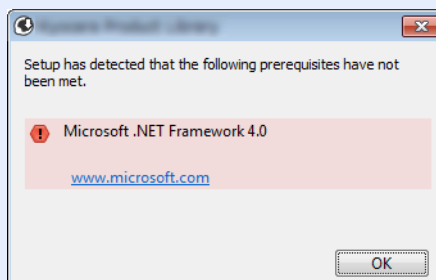 Setup has detected that the following prerequisites have not
been met.
Microsoft .NET Framework 4.0
www.microsoft.com
OK